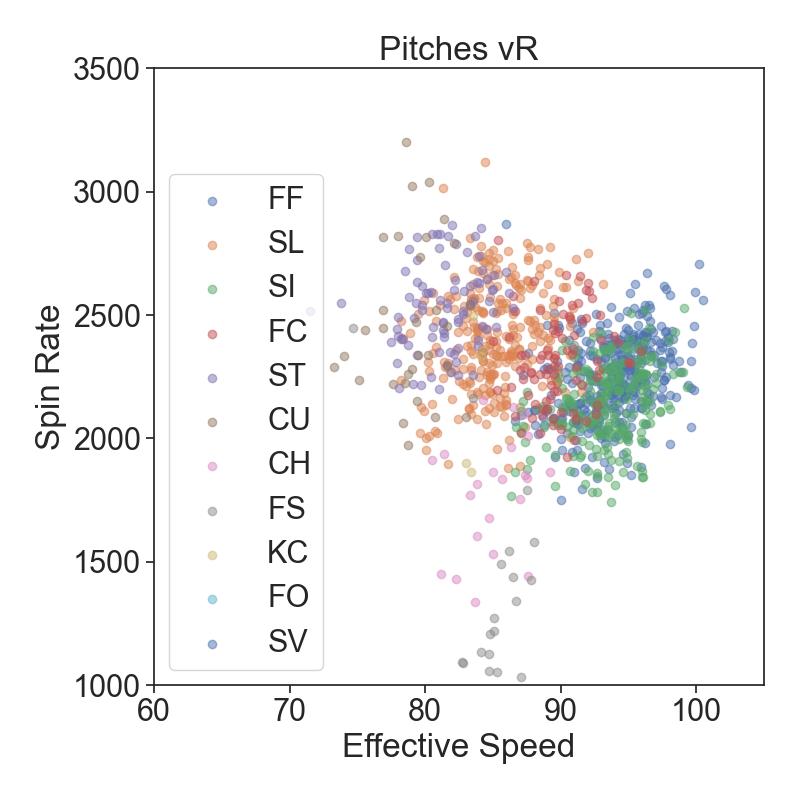 Pitches vR
3500
3000
2500
2000
1500
1000
Spin Rate
FF
SL
SI
FC
ST
CU
CH
FS
KC
FO
SV
60 70 80 90 100
Effective Speed